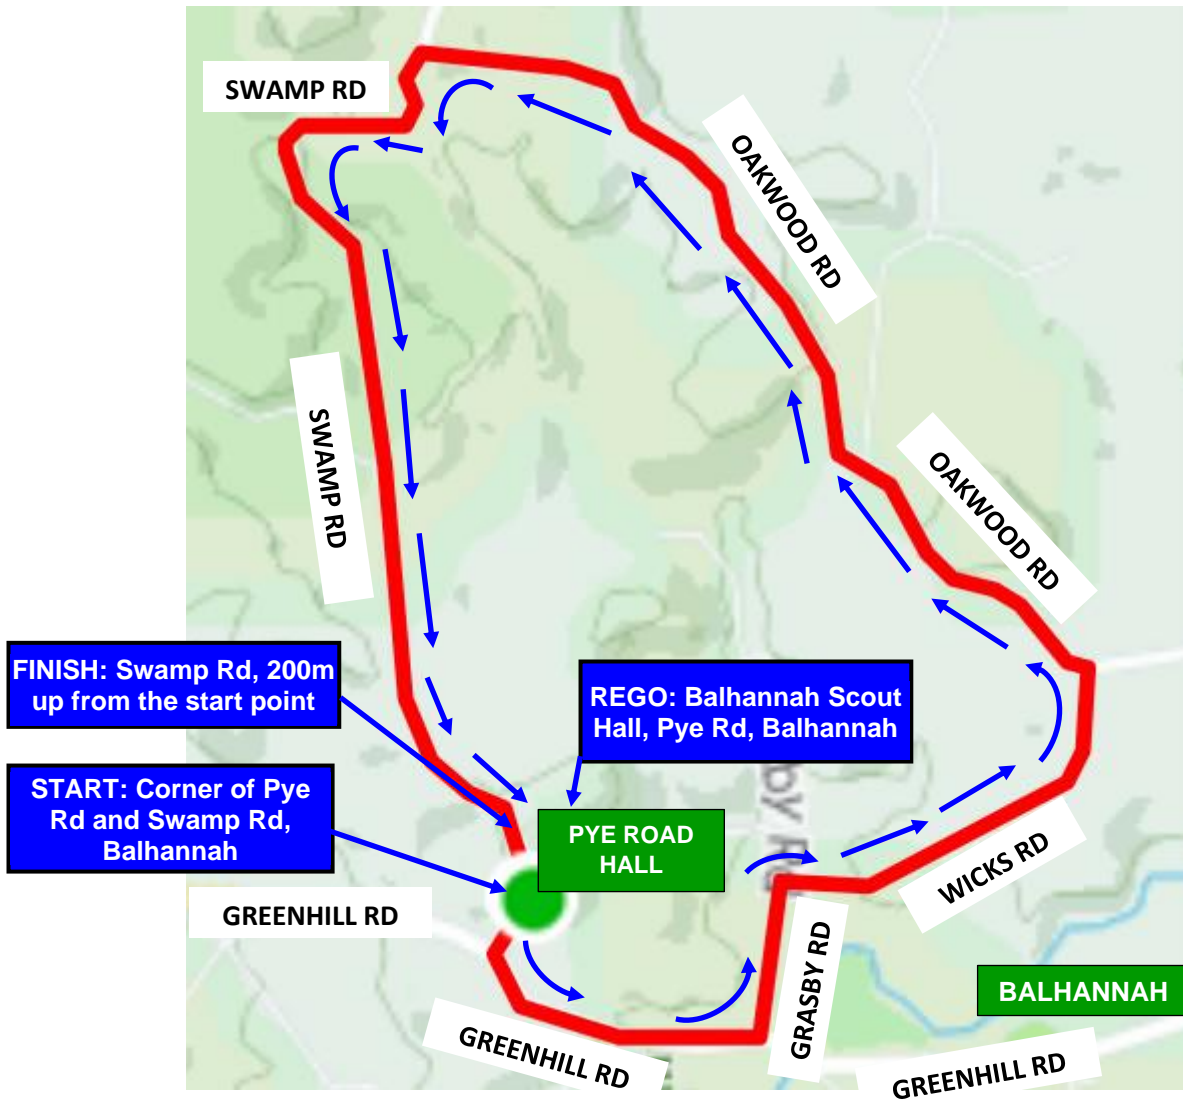 SWAMP RD
OAKWOOD RD
SWAMP RD
OAKWOOD RD
FINISH: Swamp Rd, 200m
up from the start point
REGO: Balhannah Scout
Hall, Pye Rd, Balhannah
START: Corner of Pye
Rd and Swamp Rd,
Balhannah
PYE ROAD
HALL
WICKS RD
GREENHILL RD
GRASBY RD
BALHANNAH
GREENHILL RD
GREENHILL RD